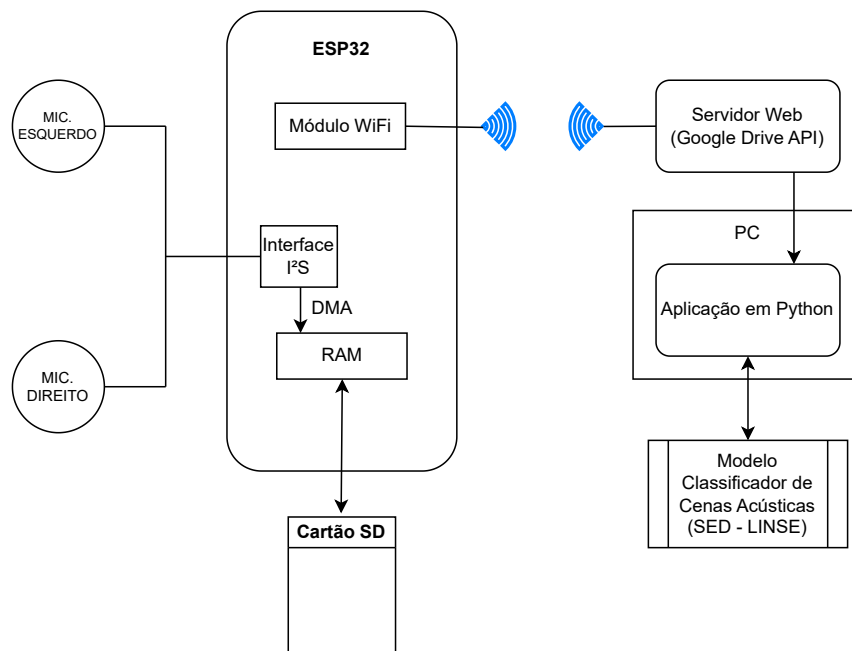 ESP32
MIC.
ESQUERDO
Módulo WiFi
Servidor Web
(Google Drive API)
PC
Interface
I²S
DMA
Aplicação em Python
RAM
MIC.
DIREITO
Modelo
Classificador de
Cenas Acústicas
(SED - LINSE)
Cartão SD